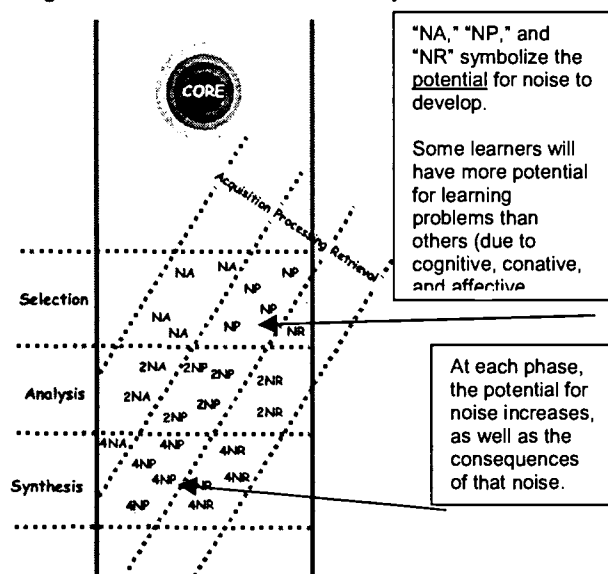 CORE
"NA," "NP," and
"NR" symbolize the
potential for noise to
develop.
Some learners will
have more potential
for learning
problems than
others (due to
cognitive, conative,
and affective
Acquisition Processing Retrieval
Selection
NA NA NP
NP
NA NP
NA NP NR
Analysis
2NA 2NP 2NP 2NR
2NA 2NP
2NP 2NR
Synthesis
4NA 4NP 4NR
4NP 4NR
4NP
4NP 4NR
At each phase,
the potential for
noise increases,
as well as the
consequences
of that noise.